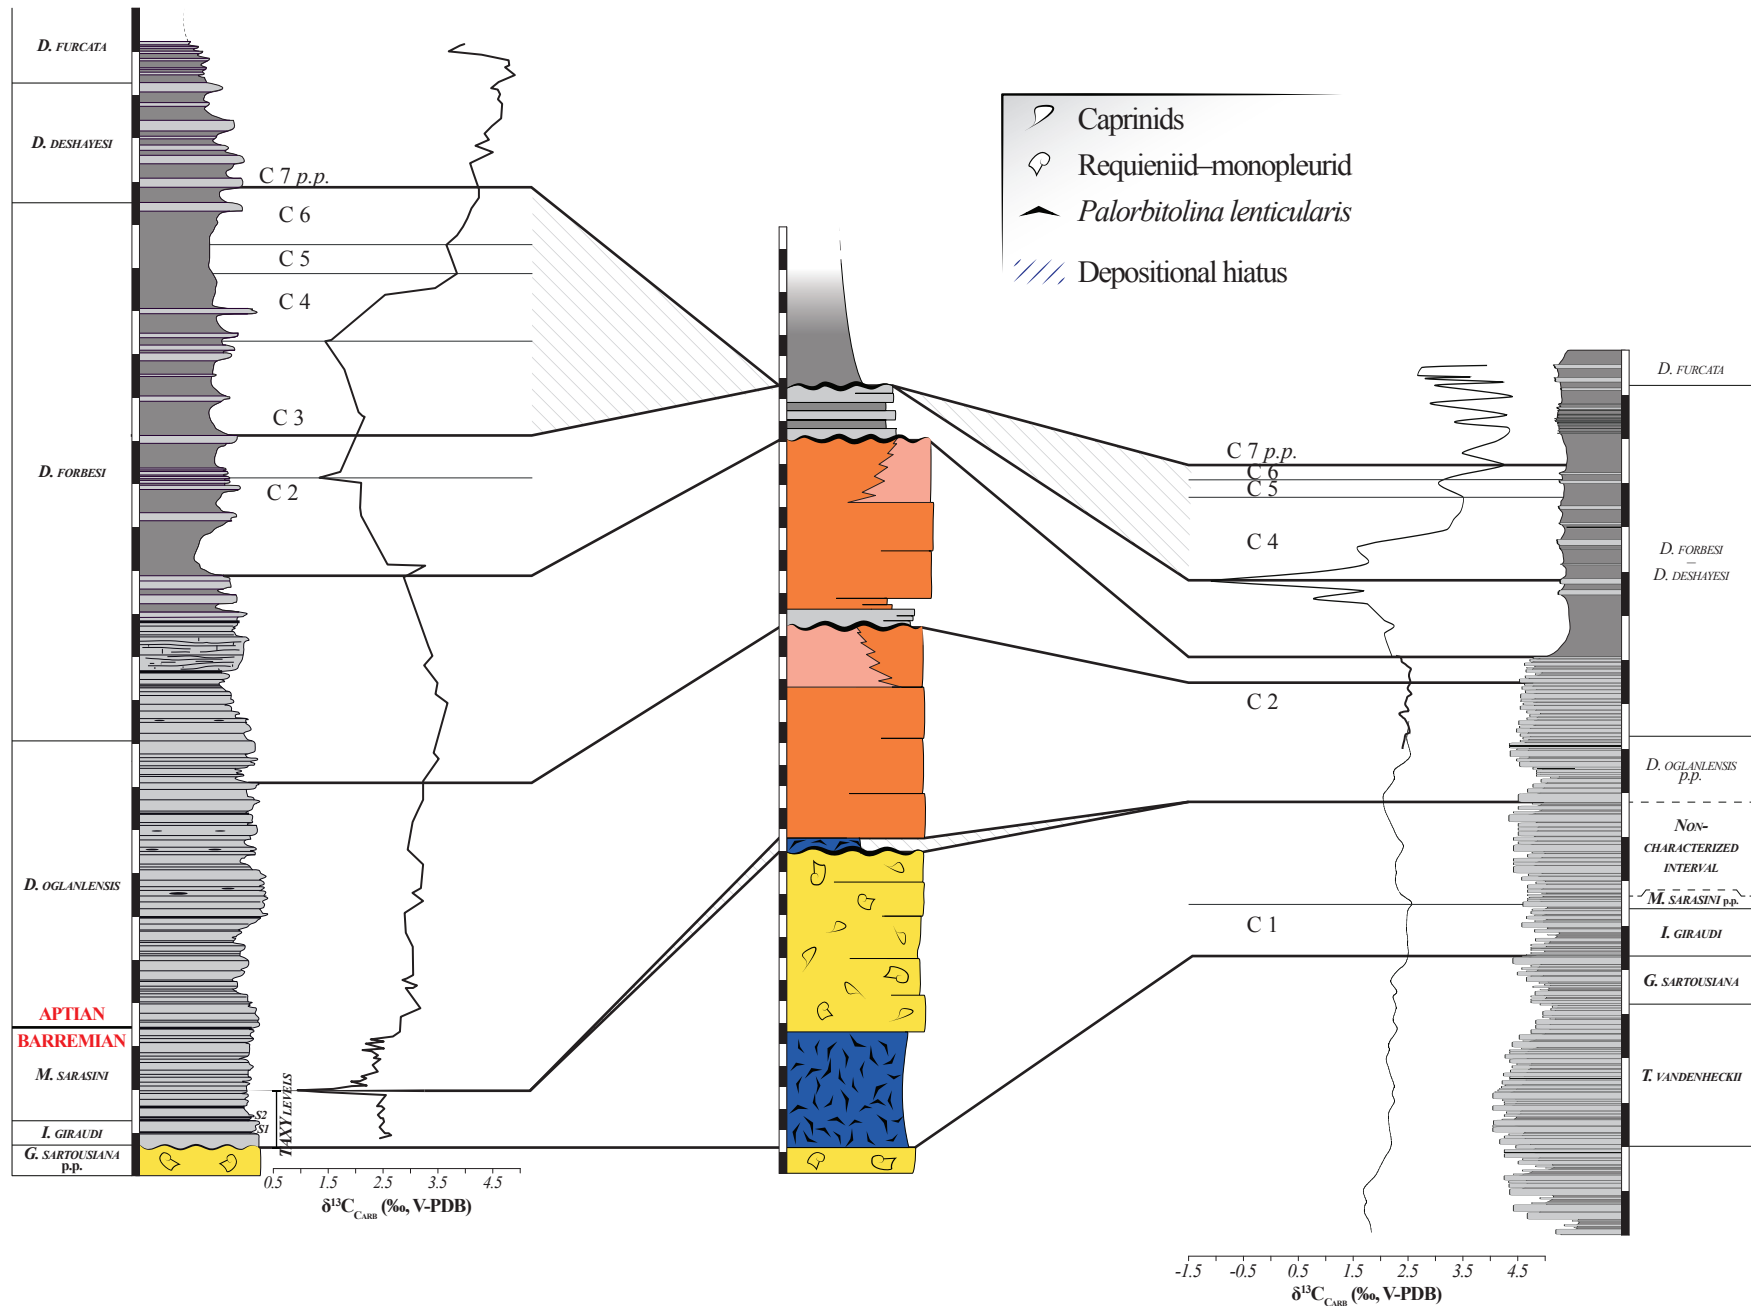 D. FURCATA
D. DESHAYESI
D. FORBESI
D. OGLANLENSIS
APTIAN
BARREMIAN
M. SARASINI
I. GIRAUDI
G. SARTOUSIANA
p.p.
C 7 p.p.
C 6
C 5
C 4
C 3
C 2
TAXY LEVELS
S2
S1
0.5 1.5 2.5 3.5 4.5
δ¹³C_CARB (‰, V-PDB)
Caprinids
Requieniid–monopleurid
Palorbitolina lenticularis
Depositional hiatus
C 7 p.p.
C 6
C 5
C 4
C 2
C 1
-1.5 -0.5 0.5 1.5 2.5 3.5 4.5
δ¹³C_CARB (‰, V-PDB)
D. FURCATA
D. FORBESI
–
D. DESHAYESI
D. OGLANLENSIS
p.p.
NON-
CHARACTERIZED
INTERVAL
M. SARASINI p.p.
I. GIRAUDI
G. SARTOUSIANA
T. VANDENHECKII